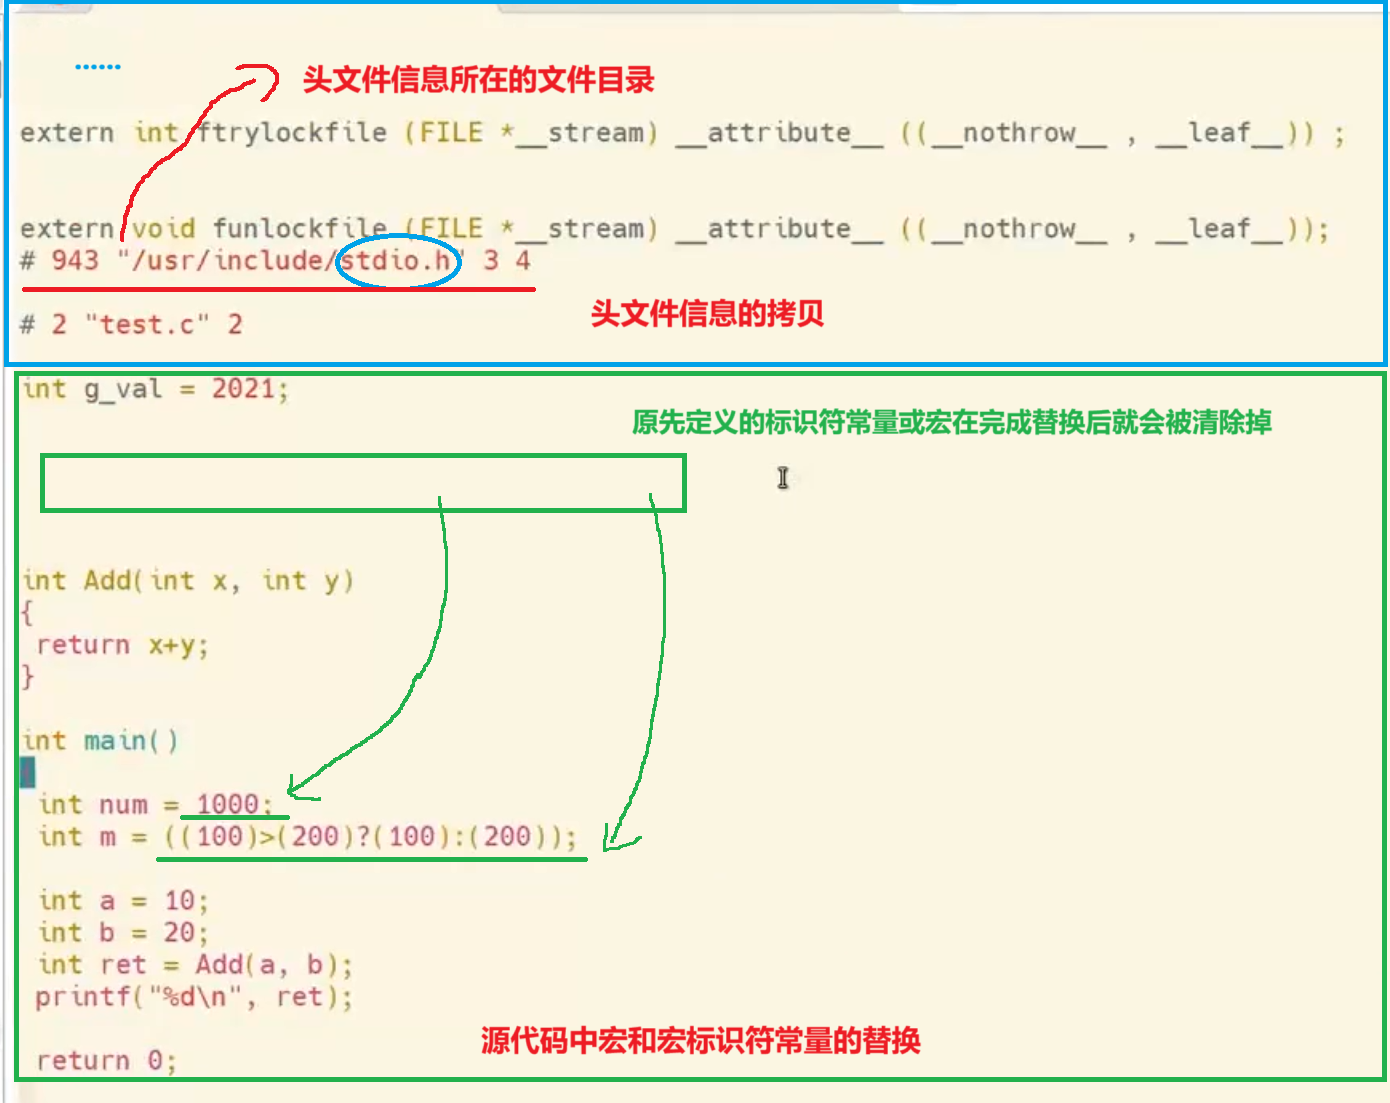 ......
头文件信息所在的文件目录
extern int ftrylockfile (FILE *__stream) __attribute__ ((__nothrow__ , __leaf__)) ;
extern void funlockfile (FILE *__stream) __attribute__ ((__nothrow__ , __leaf__));
# 943 "/usr/include/stdio.h" 3 4
头文件信息的拷贝
# 2 "test.c" 2
int g_val = 2021;
原先定义的标识符常量或宏在完成替换后就会被清除掉
int Add(int x, int y)
{
return x+y;
}
int main()
{
int num = 1000;
int m = ((100)>(200)?(100):(200));
int a = 10;
int b = 20;
int ret = Add(a, b);
printf("%d\n", ret);
源代码中宏和宏标识符常量的替换
return 0;